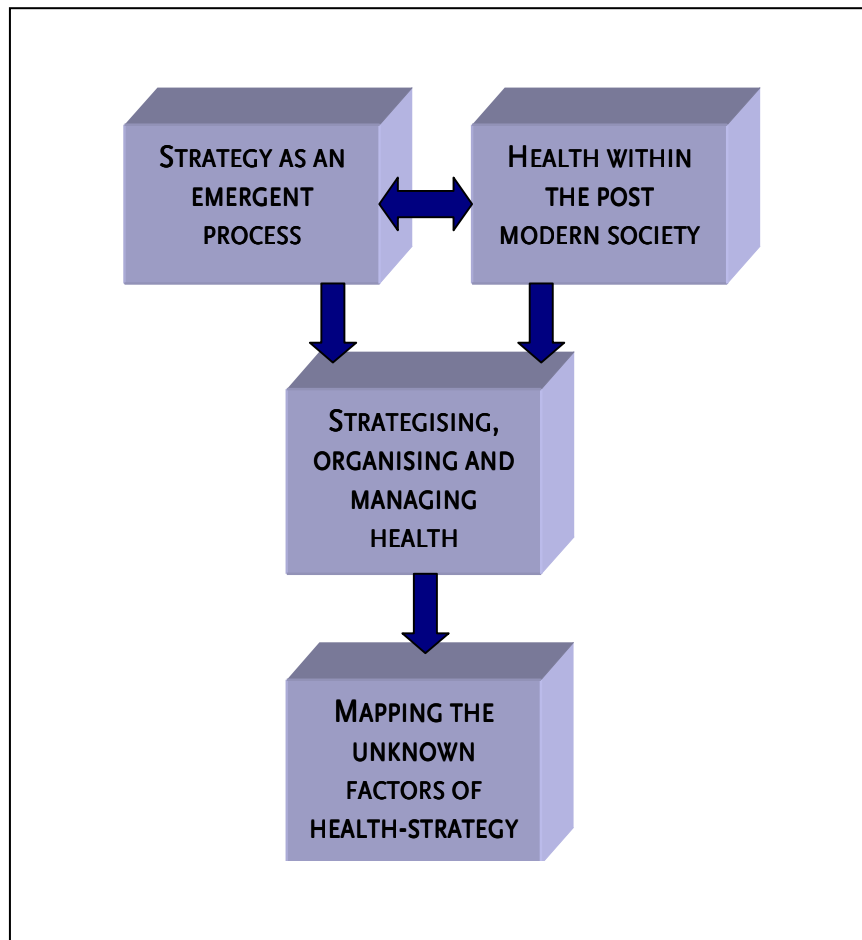 STRATEGY AS AN
EMERGENT
PROCESS
HEALTH WITHIN
THE POST
MODERN SOCIETY
STRATEGISING,
ORGANISING AND
MANAGING
HEALTH
MAPPING THE
UNKNOWN
FACTORS OF
HEALTH-STRATEGY